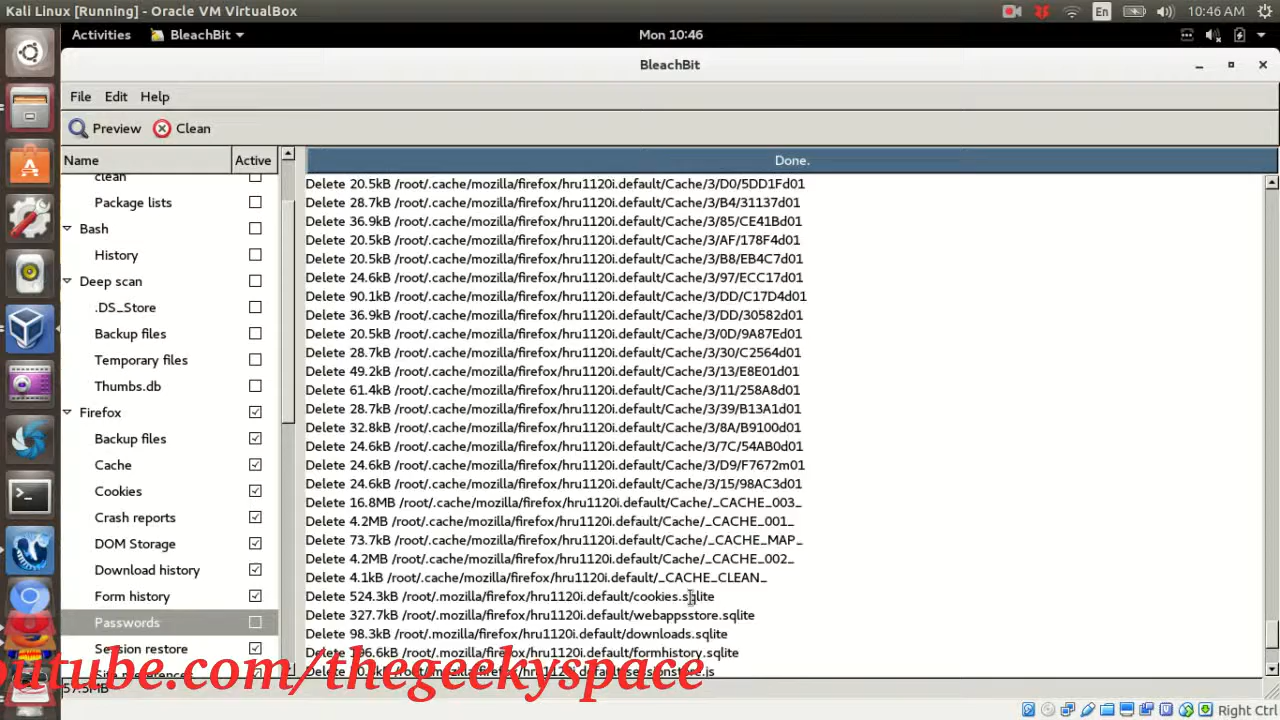 Kali Linux [Running] - Oracle VM VirtualBox
En
10:46 AM
Activities
BleachBit
Mon 10:46
BleachBit
File Edit Help
Preview Clean
Name Active
Done.
clean
Package lists
Bash
History
Deep scan
.DS_Store
Backup files
Temporary files
Thumbs.db
Firefox
Backup files
Cache
Cookies
Crash reports
DOM Storage
Download history
Form history
Passwords
Session restore
Delete 20.5kB /root/.cache/mozilla/firefox/hru1120i.default/Cache/3/D0/5DD1Fd01
Delete 28.7kB /root/.cache/mozilla/firefox/hru1120i.default/Cache/3/B4/31137d01
Delete 36.9kB /root/.cache/mozilla/firefox/hru1120i.default/Cache/3/85/CE41Bd01
Delete 20.5kB /root/.cache/mozilla/firefox/hru1120i.default/Cache/3/AF/178F4d01
Delete 20.5kB /root/.cache/mozilla/firefox/hru1120i.default/Cache/3/B8/EB4C7d01
Delete 24.6kB /root/.cache/mozilla/firefox/hru1120i.default/Cache/3/97/ECC17d01
Delete 90.1kB /root/.cache/mozilla/firefox/hru1120i.default/Cache/3/DD/C17D4d01
Delete 36.9kB /root/.cache/mozilla/firefox/hru1120i.default/Cache/3/DD/30582d01
Delete 20.5kB /root/.cache/mozilla/firefox/hru1120i.default/Cache/3/0D/9A87Ed01
Delete 28.7kB /root/.cache/mozilla/firefox/hru1120i.default/Cache/3/30/C2564d01
Delete 49.2kB /root/.cache/mozilla/firefox/hru1120i.default/Cache/3/13/E8E01d01
Delete 61.4kB /root/.cache/mozilla/firefox/hru1120i.default/Cache/3/11/258A8d01
Delete 28.7kB /root/.cache/mozilla/firefox/hru1120i.default/Cache/3/39/B13A1d01
Delete 32.8kB /root/.cache/mozilla/firefox/hru1120i.default/Cache/3/8A/B9100d01
Delete 24.6kB /root/.cache/mozilla/firefox/hru1120i.default/Cache/3/7C/54AB0d01
Delete 24.6kB /root/.cache/mozilla/firefox/hru1120i.default/Cache/3/D9/F7672m01
Delete 24.6kB /root/.cache/mozilla/firefox/hru1120i.default/Cache/3/15/98AC3d01
Delete 16.8MB /root/.cache/mozilla/firefox/hru1120i.default/Cache/_CACHE_003_
Delete 4.2MB /root/.cache/mozilla/firefox/hru1120i.default/Cache/_CACHE_001_
Delete 73.7kB /root/.cache/mozilla/firefox/hru1120i.default/Cache/_CACHE_MAP_
Delete 4.2MB /root/.cache/mozilla/firefox/hru1120i.default/Cache/_CACHE_002_
Delete 4.1kB /root/.cache/mozilla/firefox/hru1120i.default/_CACHE_CLEAN_
Delete 524.3kB /root/.mozilla/firefox/hru1120i.default/cookies.sqlite
Delete 327.7kB /root/.mozilla/firefox/hru1120i.default/webappsstore.sqlite
Delete 98.3kB /root/.mozilla/firefox/hru1120i.default/downloads.sqlite
Delete 196.6kB /root/.mozilla/firefox/hru1120i.default/formhistory.sqlite
outube.com/thegeekyspace
57.5MB
Right Ctrl